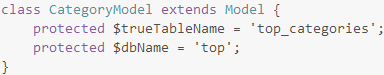 class CategoryModel extends Model {
    protected $trueTableName = 'top_categories';
    protected $dbName = 'top';
}